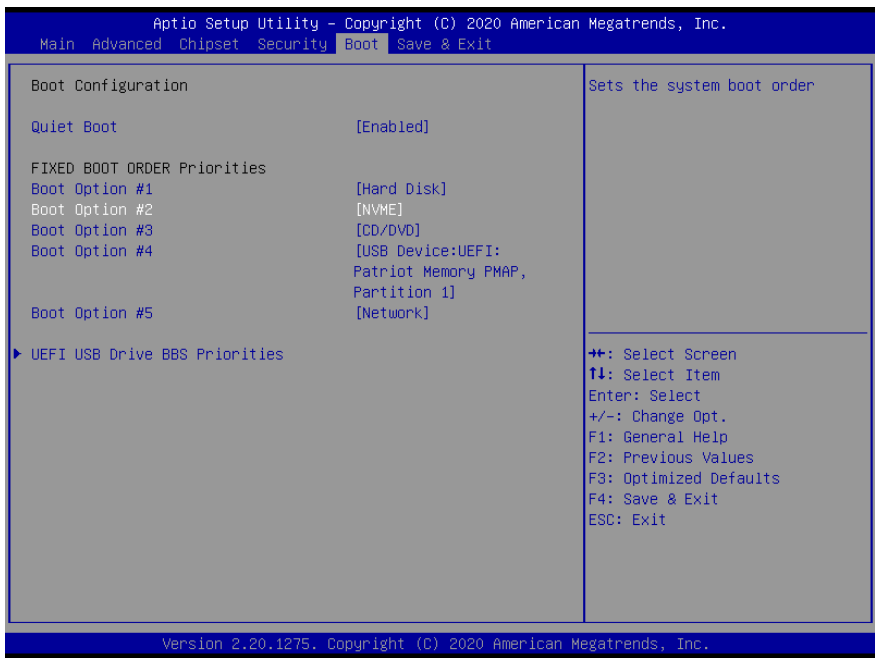 Aptio Setup Utility – Copyright (C) 2020 American Megatrends, Inc.
Main Advanced Chipset Security Boot Save & Exit
Boot Configuration
Quiet Boot [Enabled]
FIXED BOOT ORDER Priorities
Boot Option #1 [Hard Disk]
Boot Option #2 [NVME]
Boot Option #3 [CD/DVD]
Boot Option #4 [USB Device:UEFI:
Patriot Memory PMAP,
Partition 1]
Boot Option #5 [Network]
UEFI USB Drive BBS Priorities
Sets the system boot order
→←: Select Screen
↑↓: Select Item
Enter: Select
+/-: Change Opt.
F1: General Help
F2: Previous Values
F3: Optimized Defaults
F4: Save & Exit
ESC: Exit
Version 2.20.1275. Copyright (C) 2020 American Megatrends, Inc.